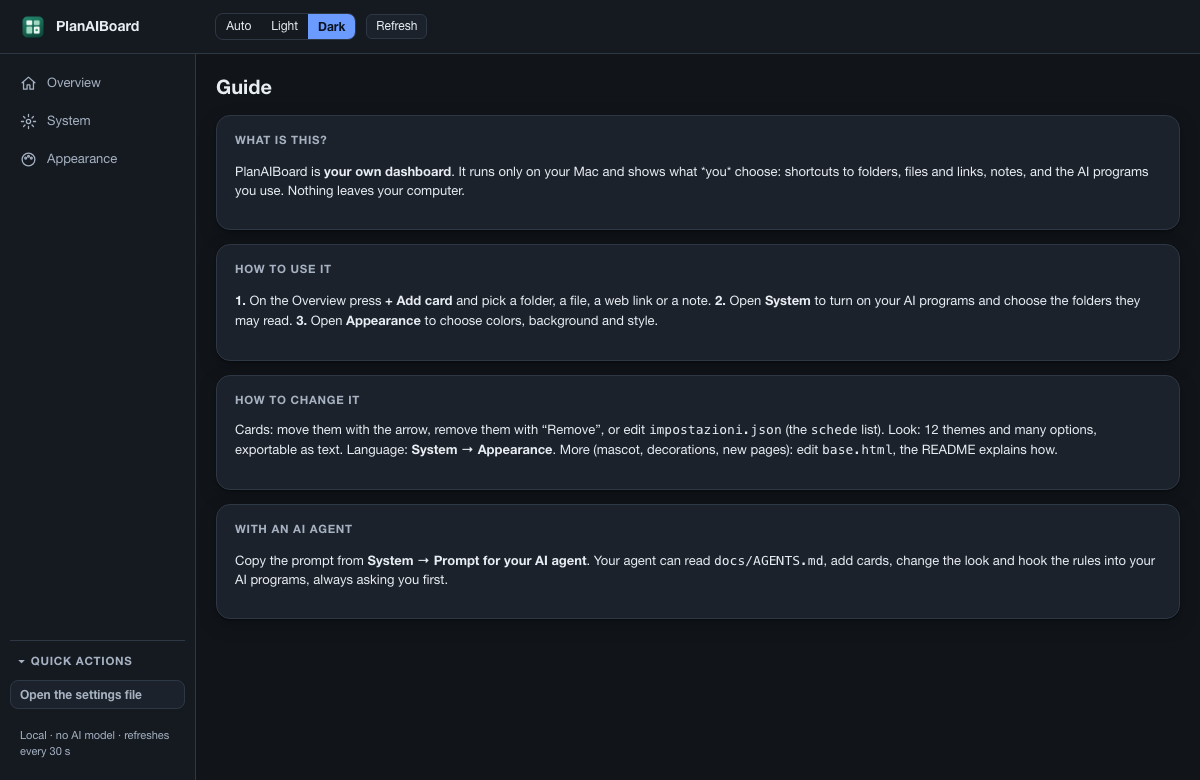 PlanAIBoard
Auto Light Dark Refresh
Overview
System
Appearance
Guide
WHAT IS THIS?
PlanAIBoard is your own dashboard. It runs only on your Mac and shows what *you* choose: shortcuts to folders, files and links, notes, and the AI programs
you use. Nothing leaves your computer.
HOW TO USE IT
1. On the Overview press + Add card and pick a folder, a file, a web link or a note. 2. Open System to turn on your AI programs and choose the folders they
may read. 3. Open Appearance to choose colors, background and style.
HOW TO CHANGE IT
Cards: move them with the arrow, remove them with “Remove”, or edit impostazioni.json (the schede list). Look: 12 themes and many options,
exportable as text. Language: System → Appearance. More (mascot, decorations, new pages): edit base.html, the README explains how.
WITH AN AI AGENT
Copy the prompt from System → Prompt for your AI agent. Your agent can read docs/AGENTS.md, add cards, change the look and hook the rules into your
AI programs, always asking you first.
QUICK ACTIONS
Open the settings file
Local · no AI model · refreshes
every 30 s